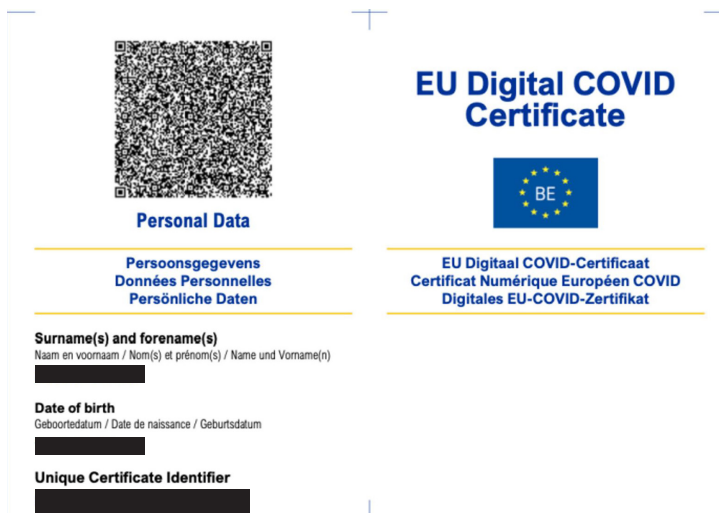 Personal Data
Persoonsgegevens
Données Personnelles
Persönliche Daten
Surname(s) and forename(s)
Naam en voornaam / Nom(s) et prénom(s) / Name und Vorname(n)
Date of birth
Geboortedatum / Date de naissance / Geburtsdatum
Unique Certificate Identifier
EU Digital COVID
Certificate
BE
EU Digitaal COVID-Certificaat
Certificat Numérique Européen COVID
Digitales EU-COVID-Zertifikat